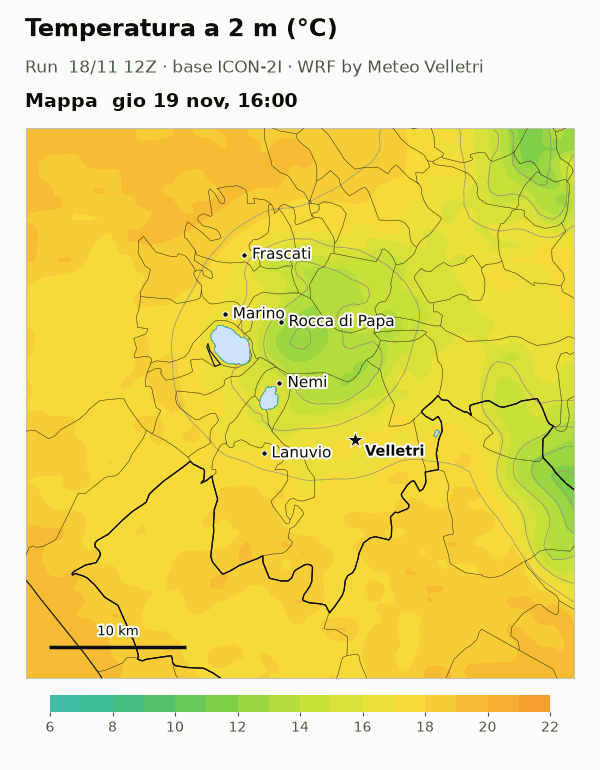 Temperatura a 2 m (°C)
Run  18/11 12Z · base ICON-2I · WRF by Meteo Velletri
Mappa  gio 19 nov, 16:00
Frascati
Marino
Rocca di Papa
Nemi
Velletri
Lanuvio
10 km
6 8 10 12 14 16 18 20 22